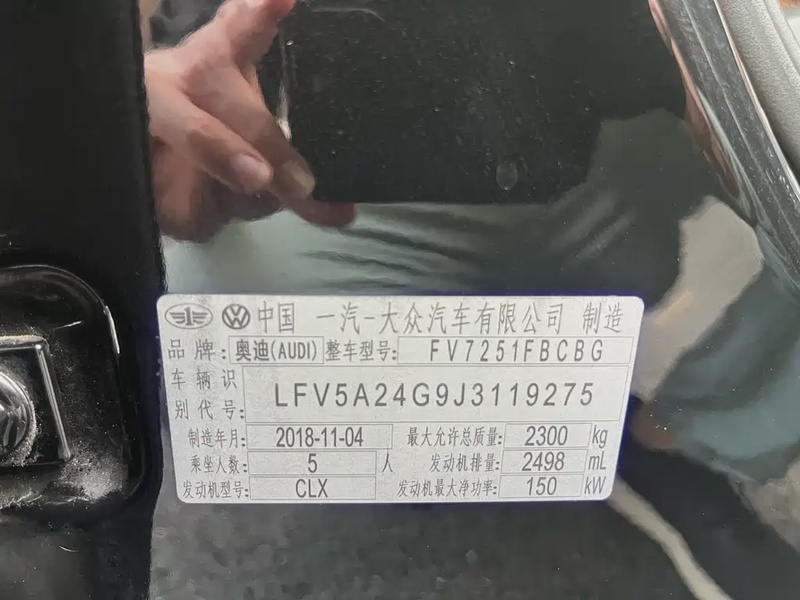 中国 一汽-大众汽车有限公司 制造
品牌: 奥迪(AUDI) 整车型号: FV7251FBCBG
车辆识别代号: LFV5A24G9J3119275
制造年月: 2018-11-04 最大允许总质量: 2300 kg
乘坐人数: 5 人 发动机排量: 2498 mL
发动机型号: CLX 发动机最大净功率: 150 kW